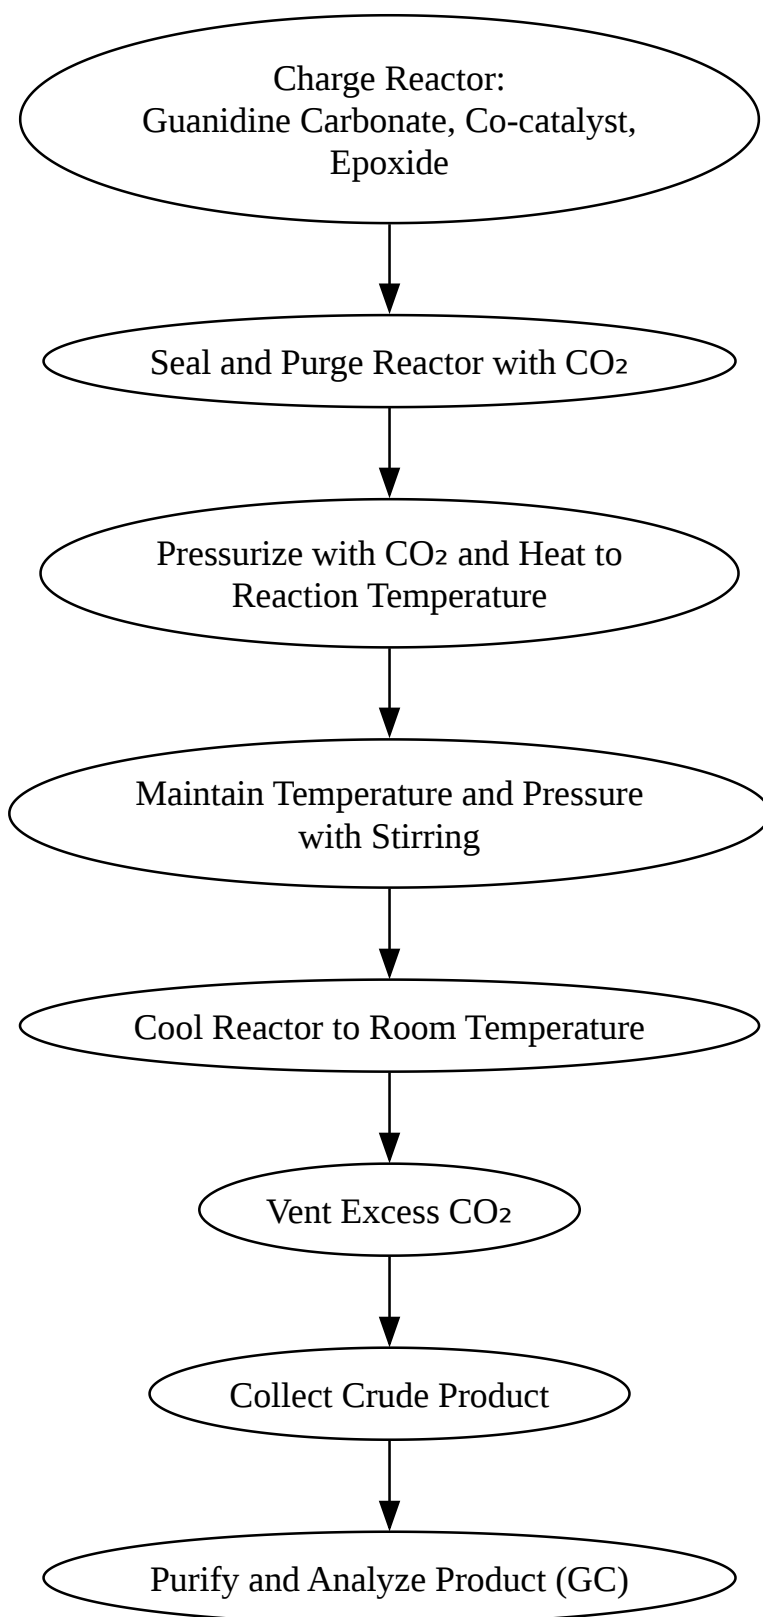 Charge Reactor:
Guanidine Carbonate, Co-catalyst,
Epoxide
Seal and Purge Reactor with CO₂
Pressurize with CO₂ and Heat to
Reaction Temperature
Maintain Temperature and Pressure
with Stirring
Cool Reactor to Room Temperature
Vent Excess CO₂
Collect Crude Product
Purify and Analyze Product (GC)